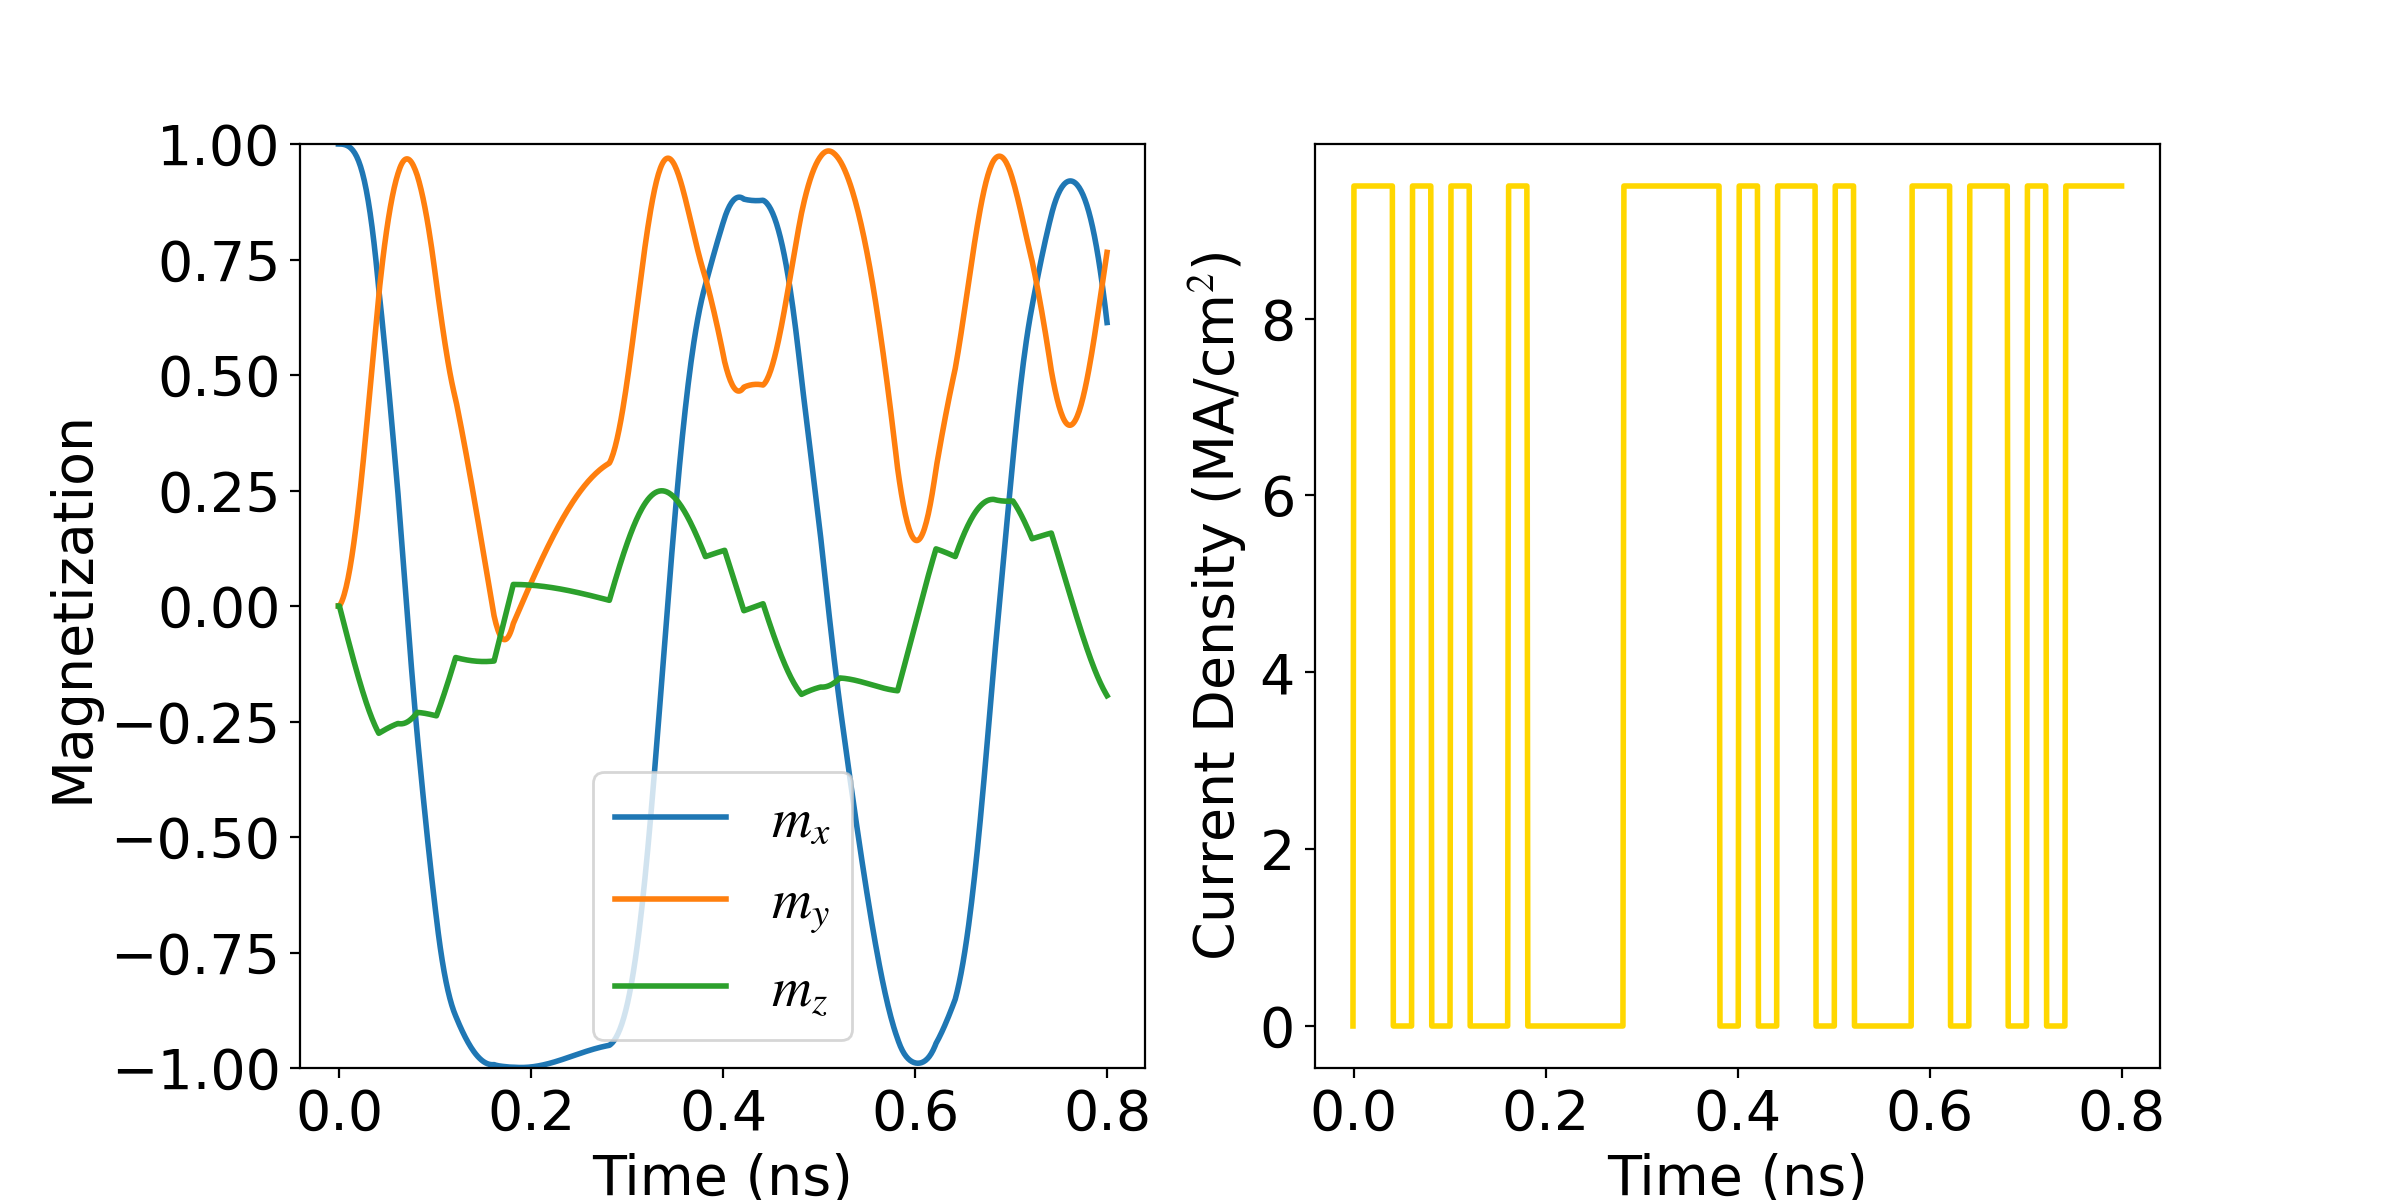 Magnetization
1.00
0.75
0.50
0.25
0.00
−0.25
−0.50
−0.75
−1.00
0.0 0.2 0.4 0.6 0.8
Time (ns)
m_x
m_y
m_z
Current Density (MA/cm²)
8
6
4
2
0
0.0 0.2 0.4 0.6 0.8
Time (ns)